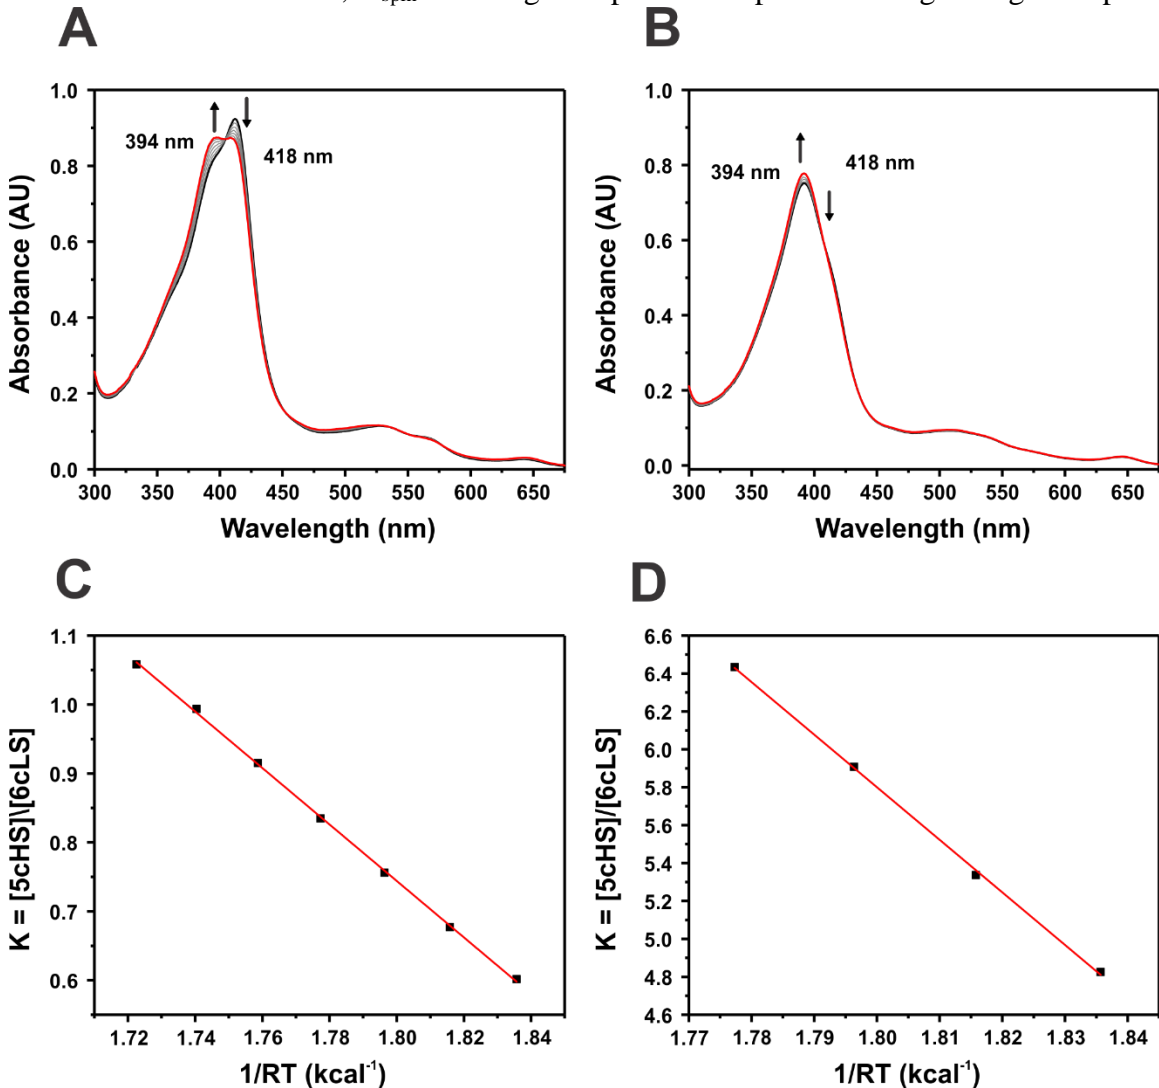 A
B
1.0
0.8
0.6
0.4
0.2
0.0
Absorbance (AU)
394 nm
418 nm
300 350 400 450 500 550 600 650
Wavelength (nm)
1.0
0.8
0.6
0.4
0.2
0.0
Absorbance (AU)
394 nm
418 nm
300 350 400 450 500 550 600 650
Wavelength (nm)
C
D
1.1
1.0
0.9
0.8
0.7
0.6
K = [5cHS]\[6cLS]
1.72 1.74 1.76 1.78 1.80 1.82 1.84
1/RT (kcal⁻¹)
6.6
6.4
6.2
6.0
5.8
5.6
5.4
5.2
5.0
4.8
4.6
K = [5cHS]/[6cLS]
1.77 1.78 1.79 1.80 1.81 1.82 1.83 1.84
1/RT (kcal⁻¹)